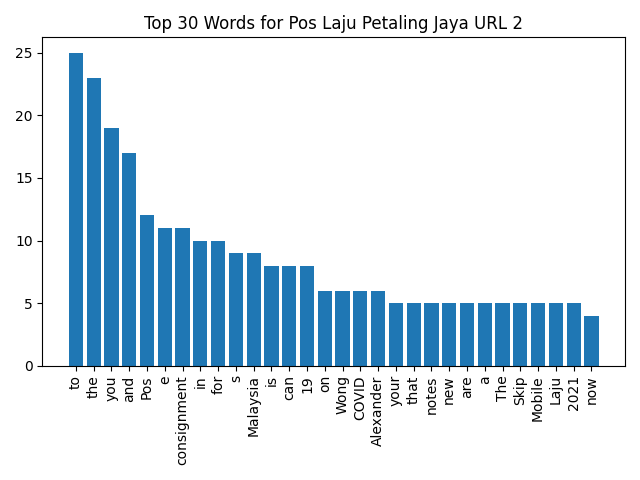 Top 30 Words for Pos Laju Petaling Jaya URL 2
25
20
15
10
5
0
to
the
you
and
Pos
e
consignment
in
for
s
Malaysia
is
can
19
on
Wong
COVID
Alexander
your
that
notes
new
are
a
The
Skip
Mobile
Laju
2021
now